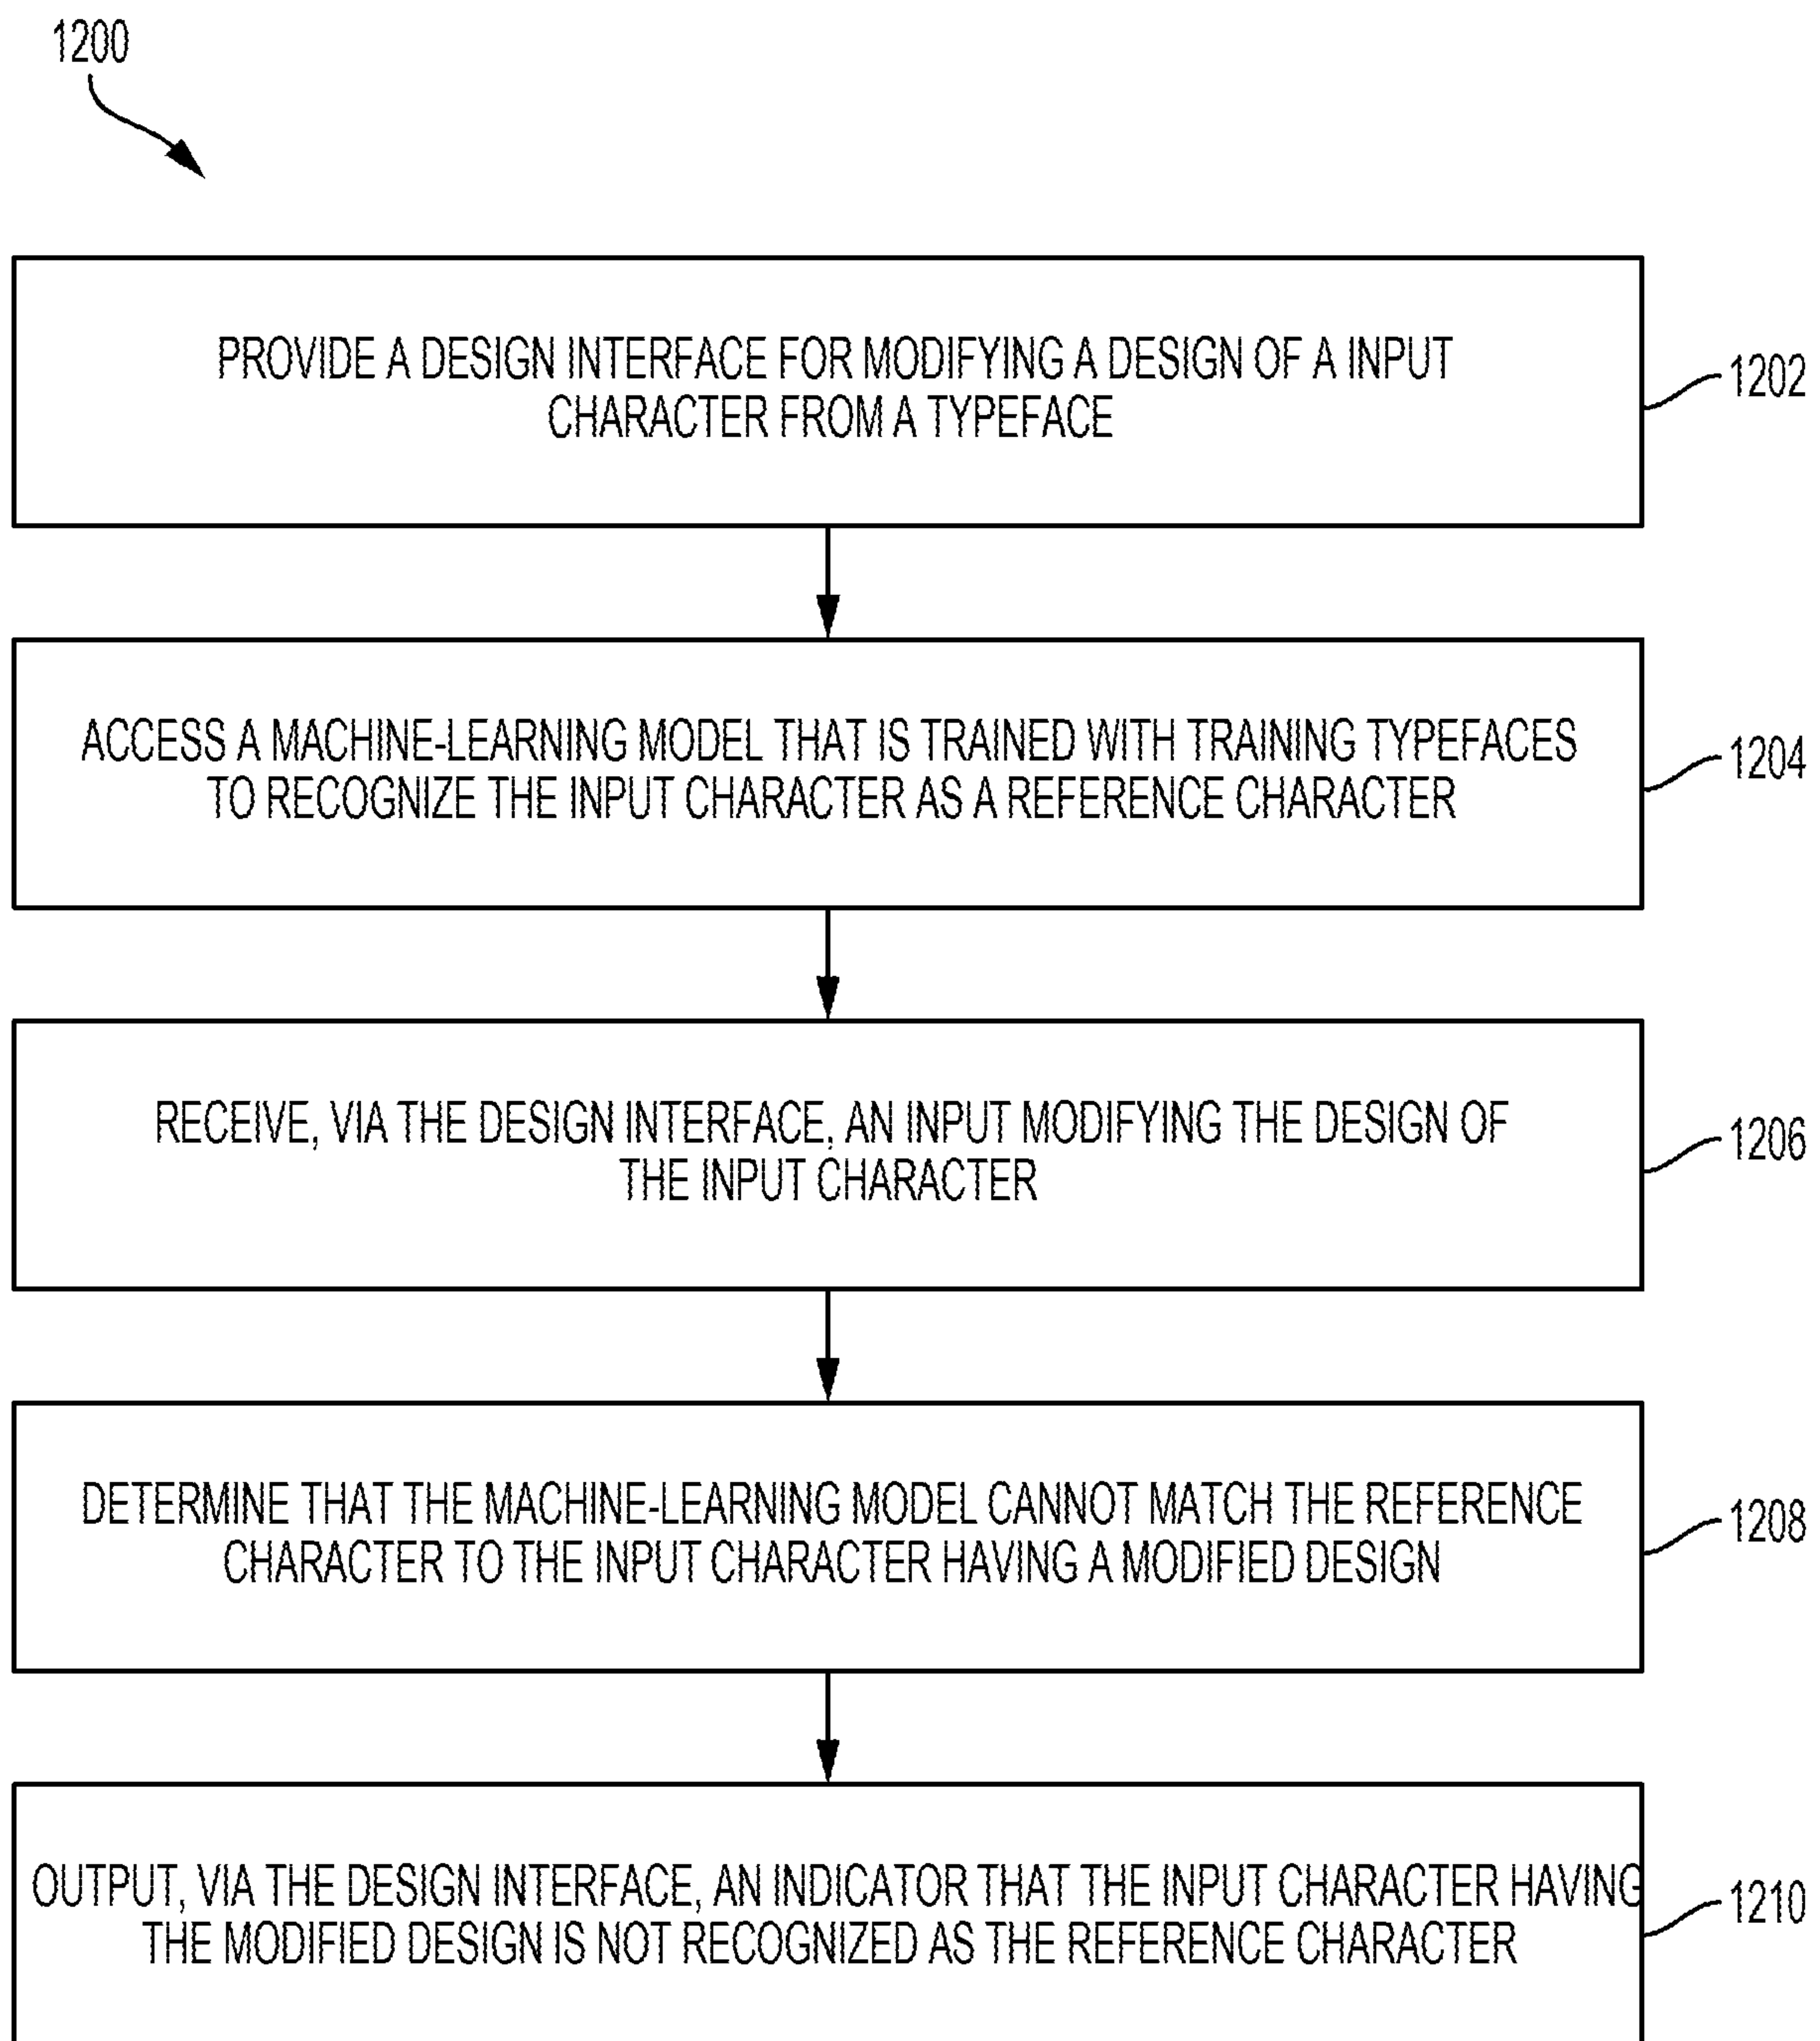 1200
PROVIDE A DESIGN INTERFACE FOR MODIFYING A DESIGN OF A INPUT
CHARACTER FROM A TYPEFACE
1202
ACCESS A MACHINE-LEARNING MODEL THAT IS TRAINED WITH TRAINING TYPEFACES
TO RECOGNIZE THE INPUT CHARACTER AS A REFERENCE CHARACTER
1204
RECEIVE, VIA THE DESIGN INTERFACE, AN INPUT MODIFYING THE DESIGN OF
THE INPUT CHARACTER
1206
DETERMINE THAT THE MACHINE-LEARNING MODEL CANNOT MATCH THE REFERENCE
CHARACTER TO THE INPUT CHARACTER HAVING A MODIFIED DESIGN
1208
OUTPUT, VIA THE DESIGN INTERFACE, AN INDICATOR THAT THE INPUT CHARACTER HAVING
THE MODIFIED DESIGN IS NOT RECOGNIZED AS THE REFERENCE CHARACTER
1210